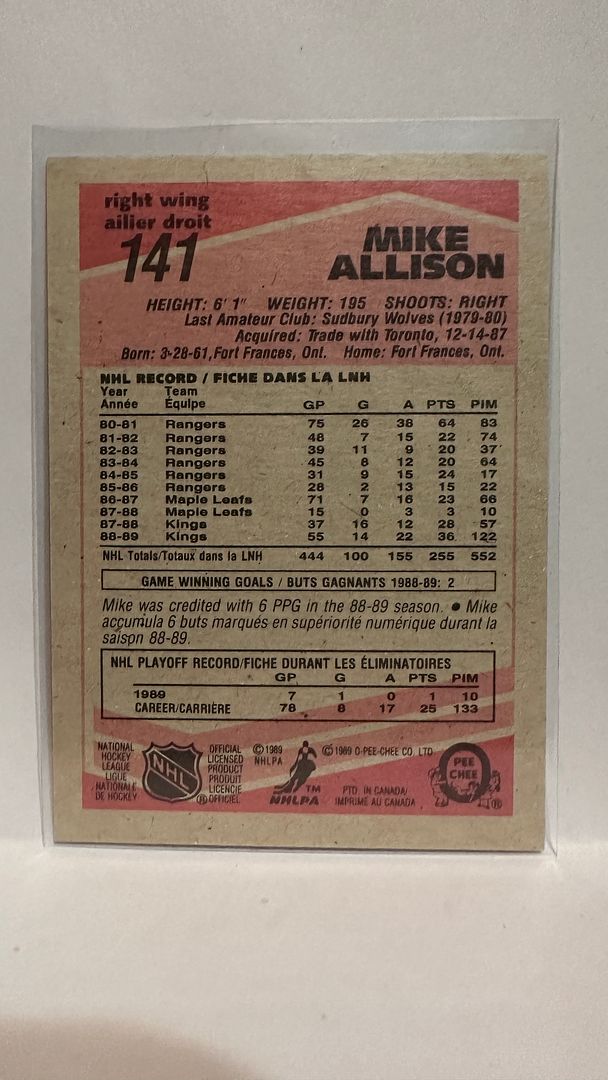 right wing
ailier droit
141
MIKE
ALLISON
HEIGHT: 6' 1" WEIGHT: 195 SHOOTS: RIGHT
Last Amateur Club: Sudbury Wolves (1979-80)
Acquired: Trade with Toronto, 12-14-87
Born: 3-28-61, Fort Frances, Ont. Home: Fort Frances, Ont.
NHL RECORD / FICHE DANS LA LNH
Year Team
Année Équipe GP G A PTS PIM
80-81 Rangers 75 26 38 64 83
81-82 Rangers 48 7 15 22 74
82-83 Rangers 39 11 9 20 37
83-84 Rangers 45 8 12 20 64
84-85 Rangers 31 9 15 24 17
85-86 Rangers 28 2 13 15 22
86-87 Maple Leafs 71 7 16 23 66
87-88 Maple Leafs 15 0 3 3 10
87-88 Kings 37 16 12 28 57
88-89 Kings 55 14 22 36 122
NHL Totals/Totaux dans la LNH 444 100 155 255 552
GAME WINNING GOALS / BUTS GAGNANTS 1988-89: 2
Mike was credited with 6 PPG in the 88-89 season. ● Mike
accumula 6 buts marqués en supériorité numérique durant la
saison 88-89.
NHL PLAYOFF RECORD/FICHE DURANT LES ÉLIMINATOIRES
GP G A PTS PIM
1989 7 1 0 1 10
CAREER/CARRIÈRE 78 8 17 25 133
NATIONAL
HOCKEY
LEAGUE
LIGUE
NATIONALE
DE HOCKEY
NHL
OFFICIAL
LICENSED
PRODUCT
PRODUIT
LICENCIE
® OFFICIEL
© 1989
NHLPA
TM
NHLPA
© 1989 O-PEE-CHEE CO. LTD.
PTD. IN CANADA/
IMPRIME AU CANADA
O
PEE
CHEE
®